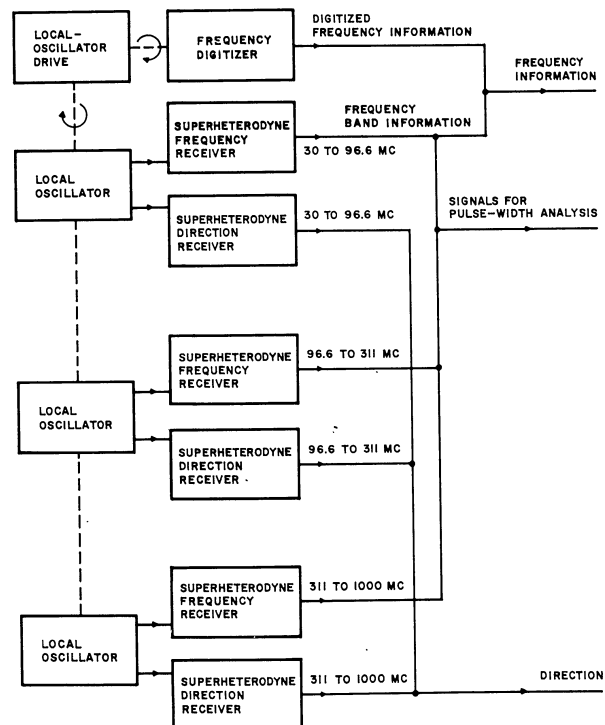 LOCAL-
OSCILLATOR
DRIVE
FREQUENCY
DIGITIZER
DIGITIZED
FREQUENCY INFORMATION
FREQUENCY
INFORMATION
SUPERHETERODYNE
FREQUENCY
RECEIVER
FREQUENCY
BAND INFORMATION
30 TO 96.6 MC
LOCAL
OSCILLATOR
SUPERHETERODYNE
DIRECTION
RECEIVER
30 TO 96.6 MC
SIGNALS FOR
PULSE-WIDTH ANALYSIS
SUPERHETERODYNE
FREQUENCY
RECEIVER
96.6 TO 311 MC
LOCAL
OSCILLATOR
SUPERHETERODYNE
DIRECTION
RECEIVER
96.6 TO 311 MC
SUPERHETERODYNE
FREQUENCY
RECEIVER
311 TO 1000 MC
LOCAL
OSCILLATOR
SUPERHETERODYNE
DIRECTION
RECEIVER
311 TO 1000 MC
DIRECTION